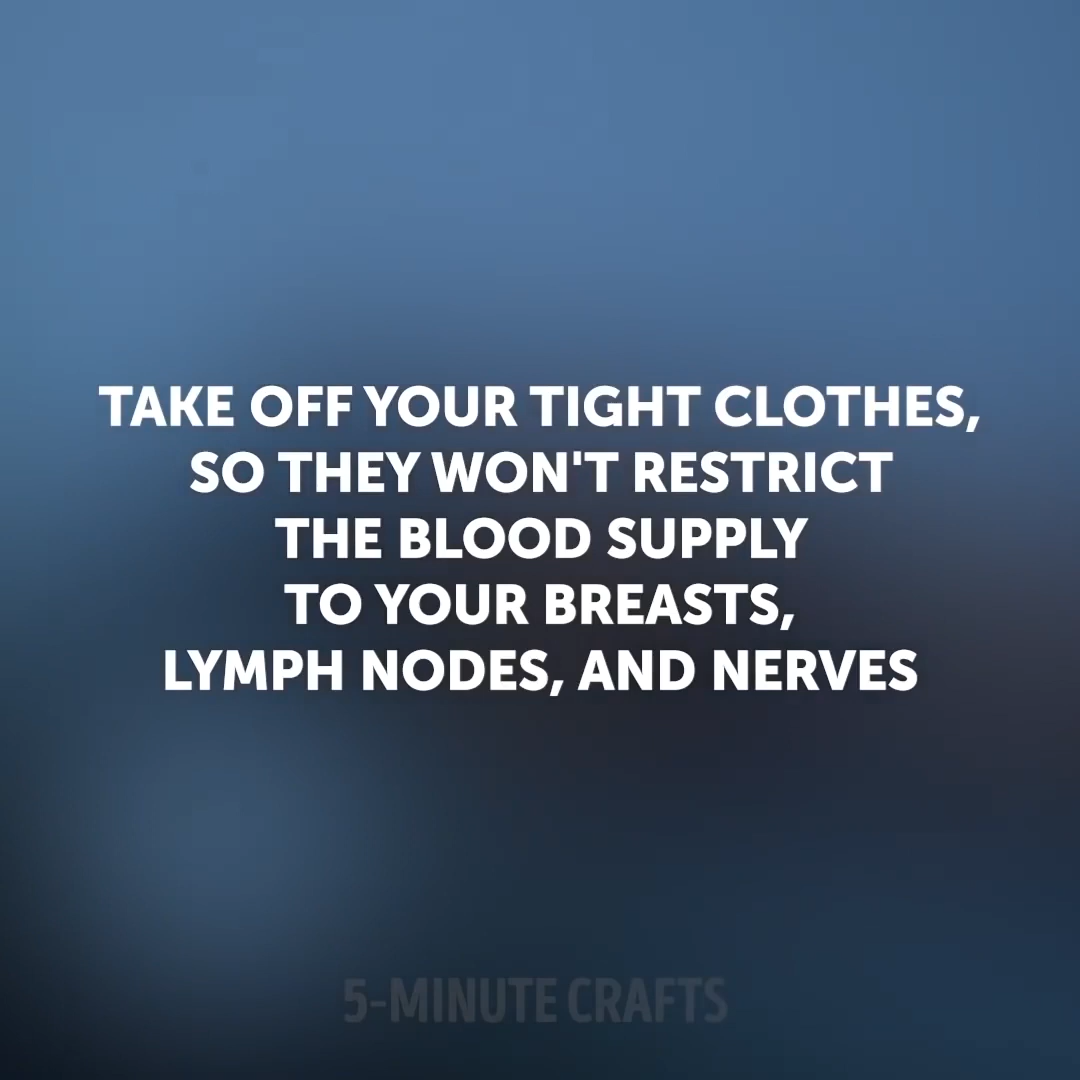 TAKE OFF YOUR TIGHT CLOTHES,
SO THEY WON'T RESTRICT
THE BLOOD SUPPLY
TO YOUR BREASTS,
LYMPH NODES, AND NERVES
5-MINUTE CRAFTS